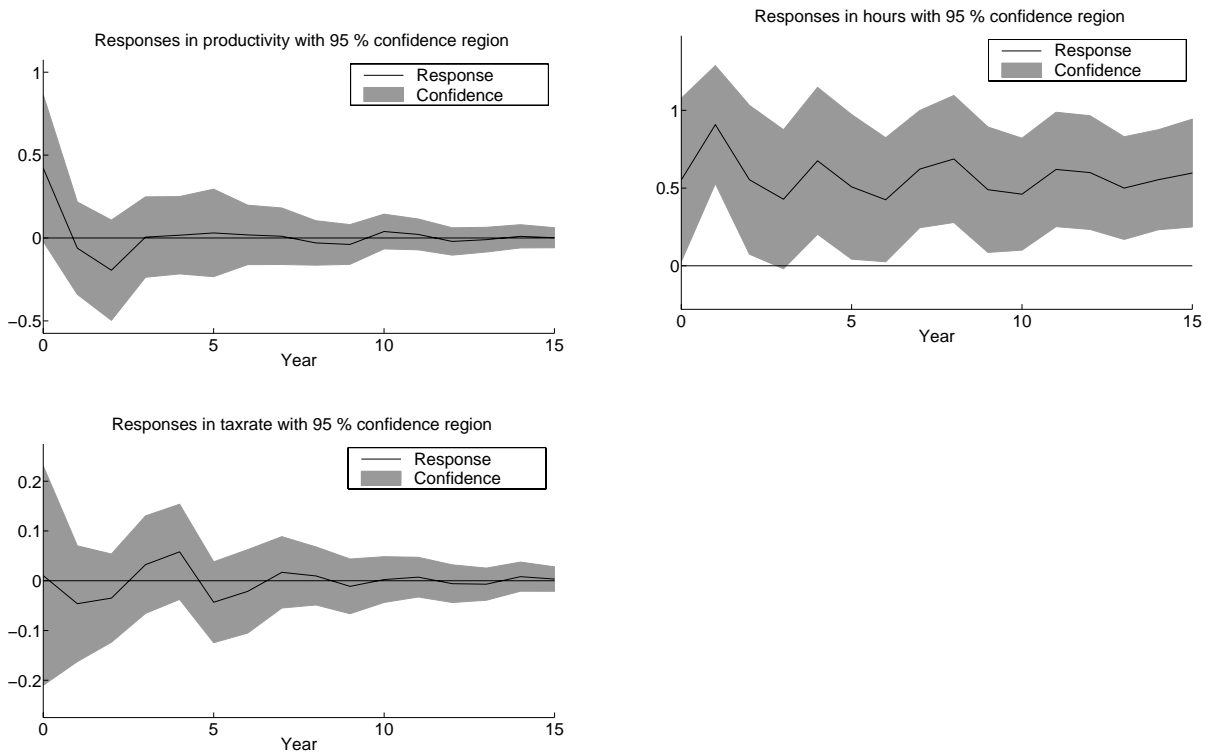 Responses in productivity with 95 % confidence region
1
0.5
0
−0.5
Response
Confidence
0 5 10 15
Year
Responses in hours with 95 % confidence region
1
0.5
0
Response
Confidence
0 5 10 15
Year
Responses in taxrate with 95 % confidence region
0.2
0.1
0
−0.1
−0.2
Response
Confidence
0 5 10 15
Year